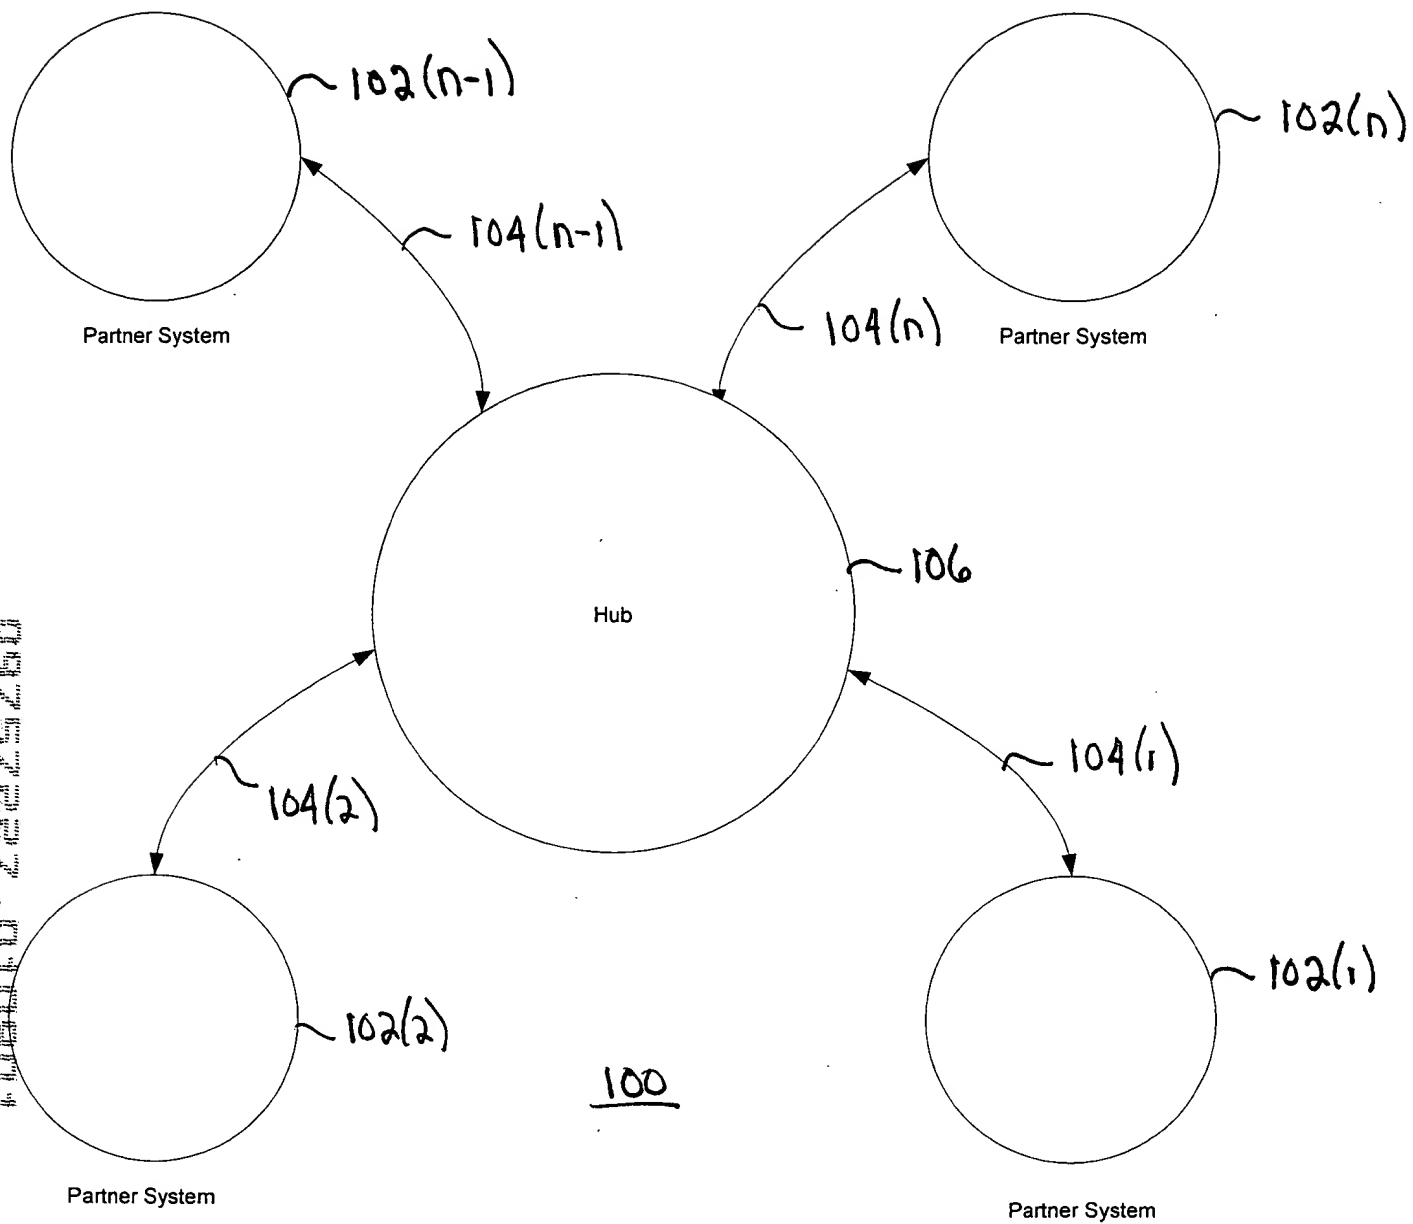 102(n-1)
102(n)
104(n-1)
104(n)
Partner System
Partner System
106
Hub
104(1)
104(2)
102(1)
102(2)
100
Partner System
Partner System